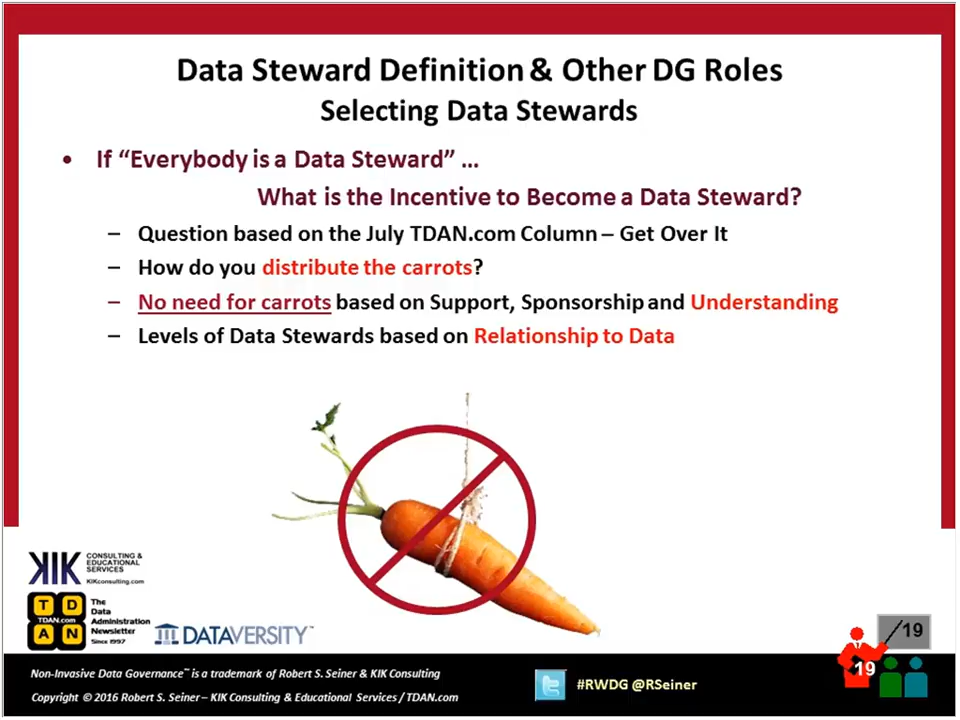 Data Steward Definition & Other DG Roles
Selecting Data Stewards
• If “Everybody is a Data Steward” …
What is the Incentive to Become a Data Steward?
– Question based on the July TDAN.com Column – Get Over It
– How do you distribute the carrots?
– No need for carrots based on Support, Sponsorship and Understanding
– Levels of Data Stewards based on Relationship to Data
KIK CONSULTING & EDUCATIONAL SERVICES
KIKconsulting.com
T D
TDAN.com
A N
The
Data
Administration
Newsletter
Since 1997
DATAVERSITY™
19
19
Non-Invasive Data Governance™ is a trademark of Robert S. Seiner & KIK Consulting
Copyright © 2016 Robert S. Seiner – KIK Consulting & Educational Services / TDAN.com
#RWDG @RSeiner